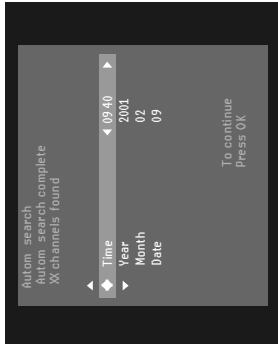 Autom search
Autom search complete
XX channels found
Time 09:40
Year 2001
Month 02
Date 09
To continue
Press OK